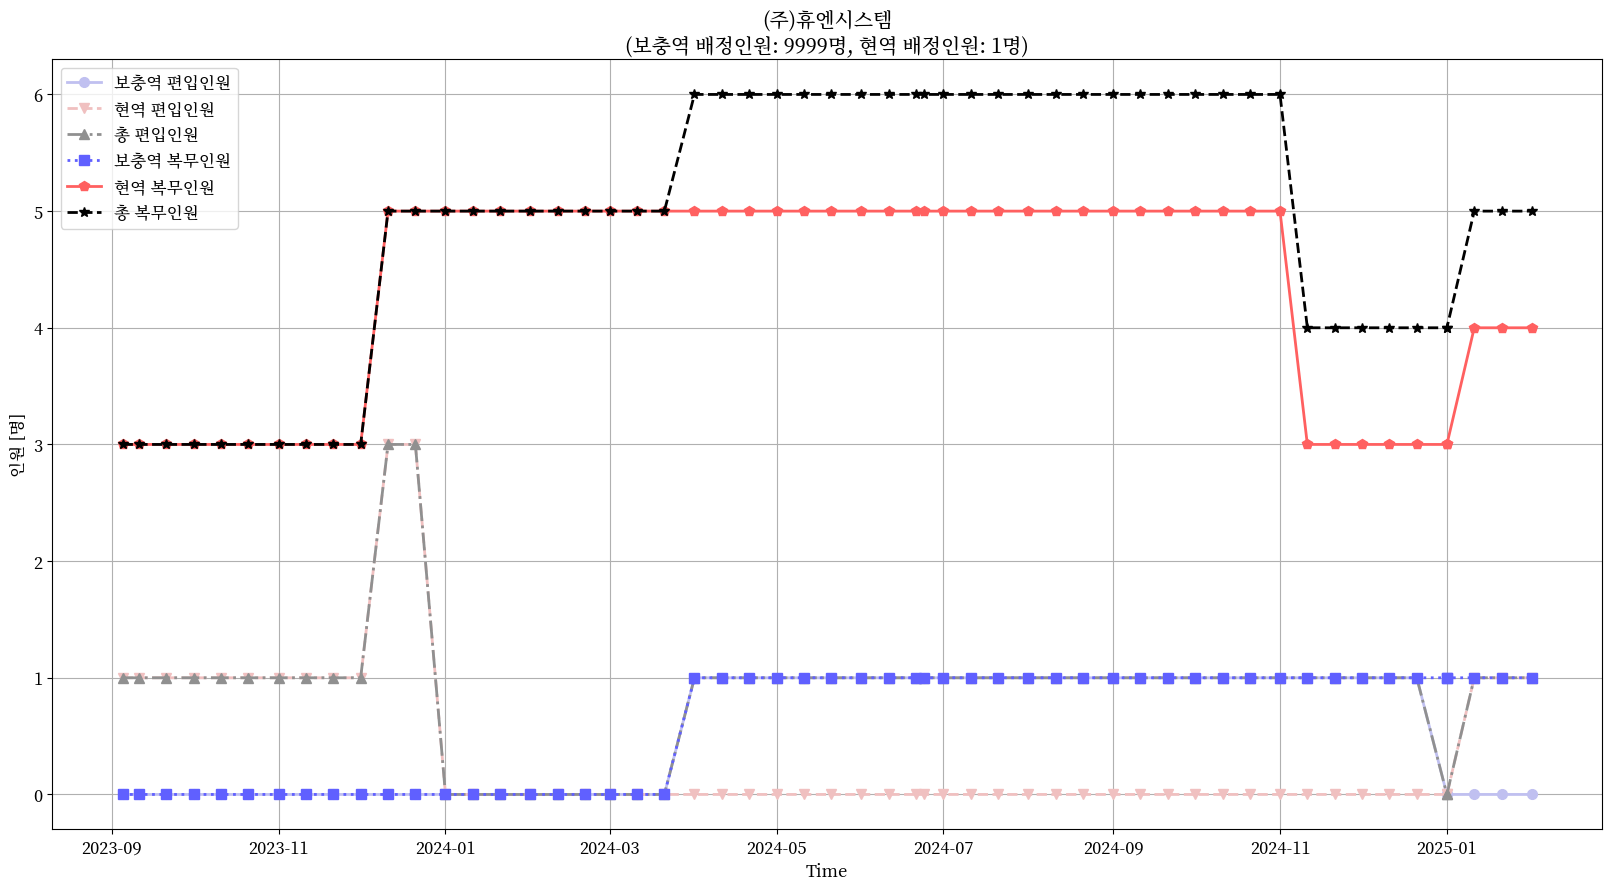 (주)휴엔시스템
(보충역 배정인원: 9999명, 현역 배정인원: 1명)
보충역 편입인원
현역 편입인원
총 편입인원
보충역 복무인원
현역 복무인원
총 복무인원
인원 [명]
6
5
4
3
2
1
0
2023-09
2023-11
2024-01
2024-03
2024-05
2024-07
2024-09
2024-11
2025-01
Time